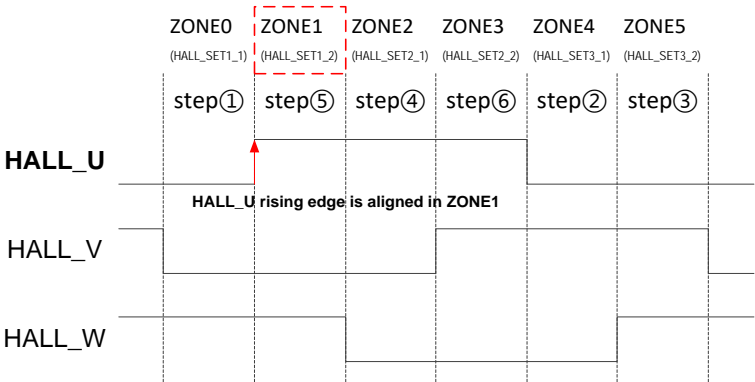 ZONE0 ZONE1 ZONE2 ZONE3 ZONE4 ZONE5
(HALL_SET1_1) (HALL_SET1_2) (HALL_SET2_1) (HALL_SET2_2) (HALL_SET3_1) (HALL_SET3_2)
step① step⑤ step④ step⑥ step② step③
HALL_U
HALL_U rising edge is aligned in ZONE1
HALL_V
HALL_W